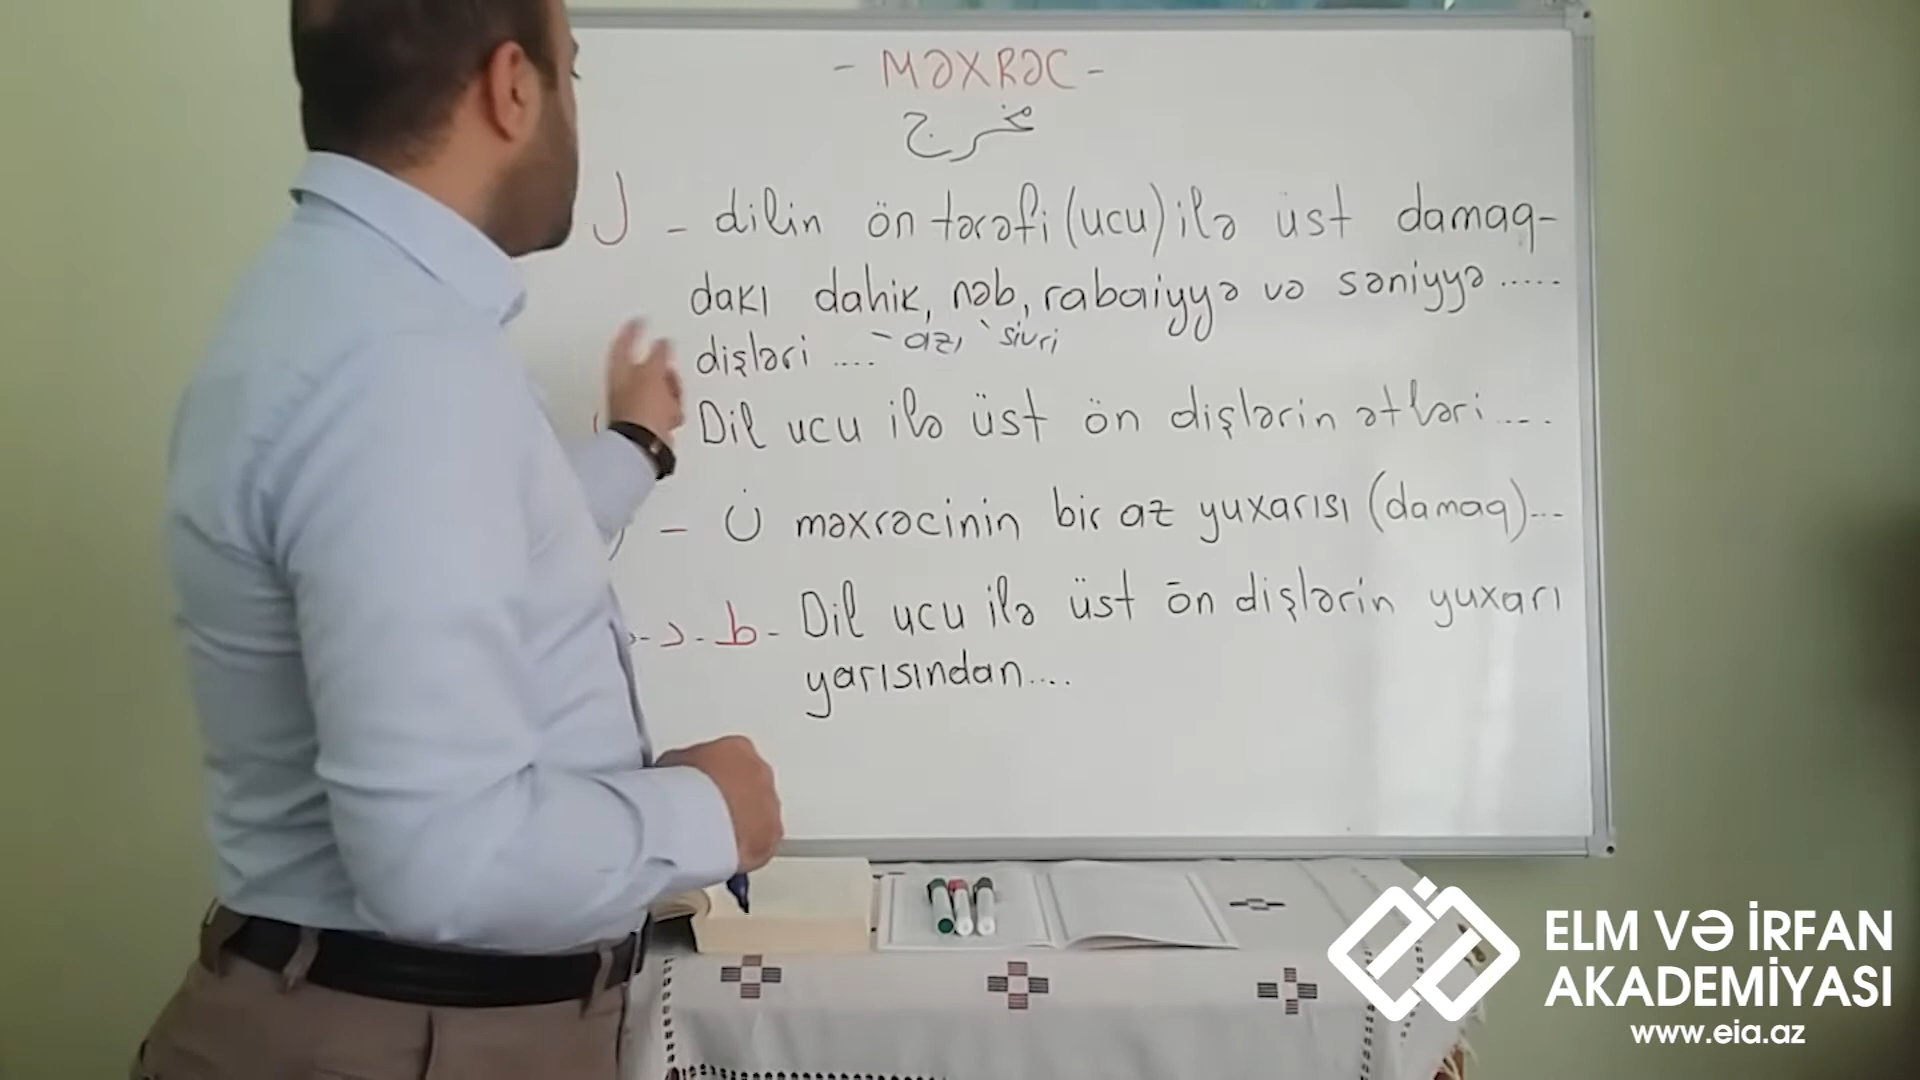 - MƏXRƏC -
مخرج
ل - dilin ön tərəfi (ucu) ilə üst damaq-
dakı dahik, nəb, rabaiyyə və səniyyə .....
dişləri .... - azı, ` sivri
Dil ucu ilə üst ön dişlərin ətləri ....
- ن məxrəcinin bir az yuxarısı (damaq)...
- د - ط - Dil ucu ilə üst ön dişlərin yuxarı
yarısından....
ELM VƏ İRFAN
AKADEMİYASI
www.eia.az